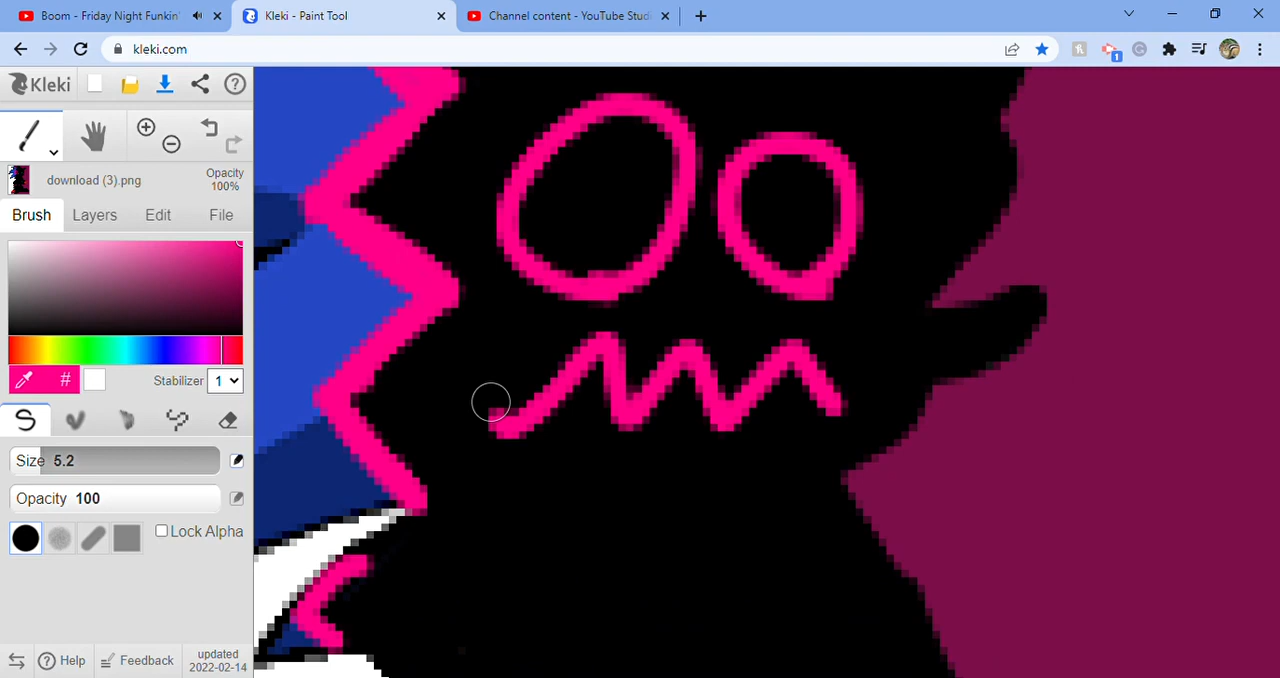 Boom - Friday Night Funkin'
Kleki - Paint Tool
Channel content - YouTube Studi
kleki.com
1
Kleki
download (3).png
Opacity
100%
Brush Layers Edit File
# Stabilizer 1
Size 5.2
Opacity 100
Lock Alpha
Help Feedback updated
2022-02-14